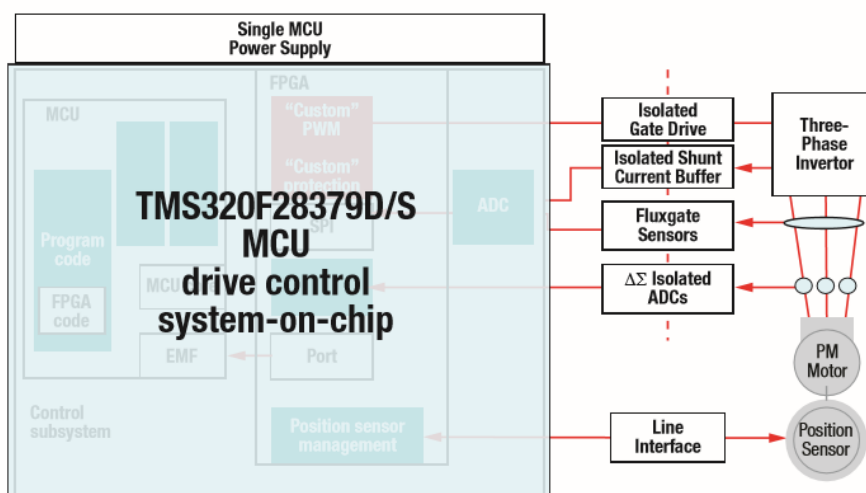 Single MCU
Power Supply
FPGA
MCU
"Custom"
PWM
"Custom"
protection
SPI
ADC
Program
code
FPGA
code
MCU
EMF
Port
Control
subsystem
Position sensor
management
TMS320F28379D/S
MCU
drive control
system-on-chip
Isolated
Gate Drive
Isolated Shunt
Current Buffer
Fluxgate
Sensors
ΔΣ Isolated
ADCs
Line
Interface
Three-
Phase
Invertor
PM
Motor
Position
Sensor